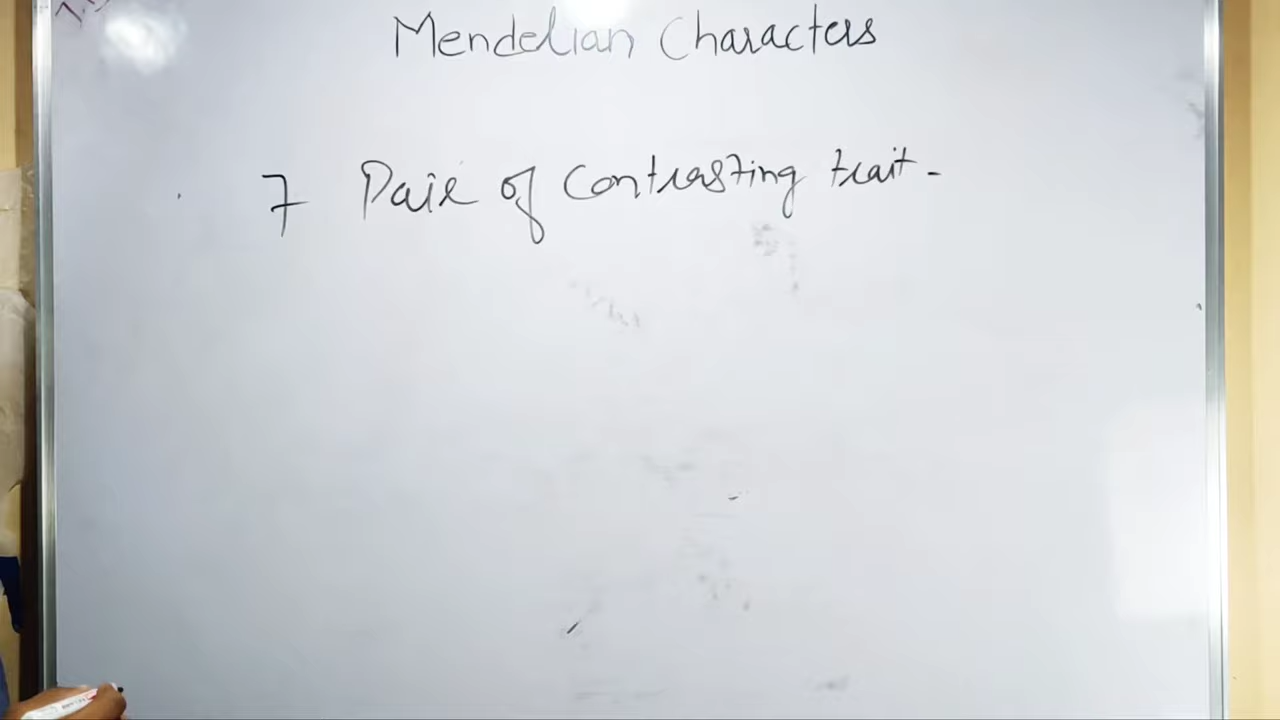 Mendelian Characters
7 Pair of Contrasting trait -